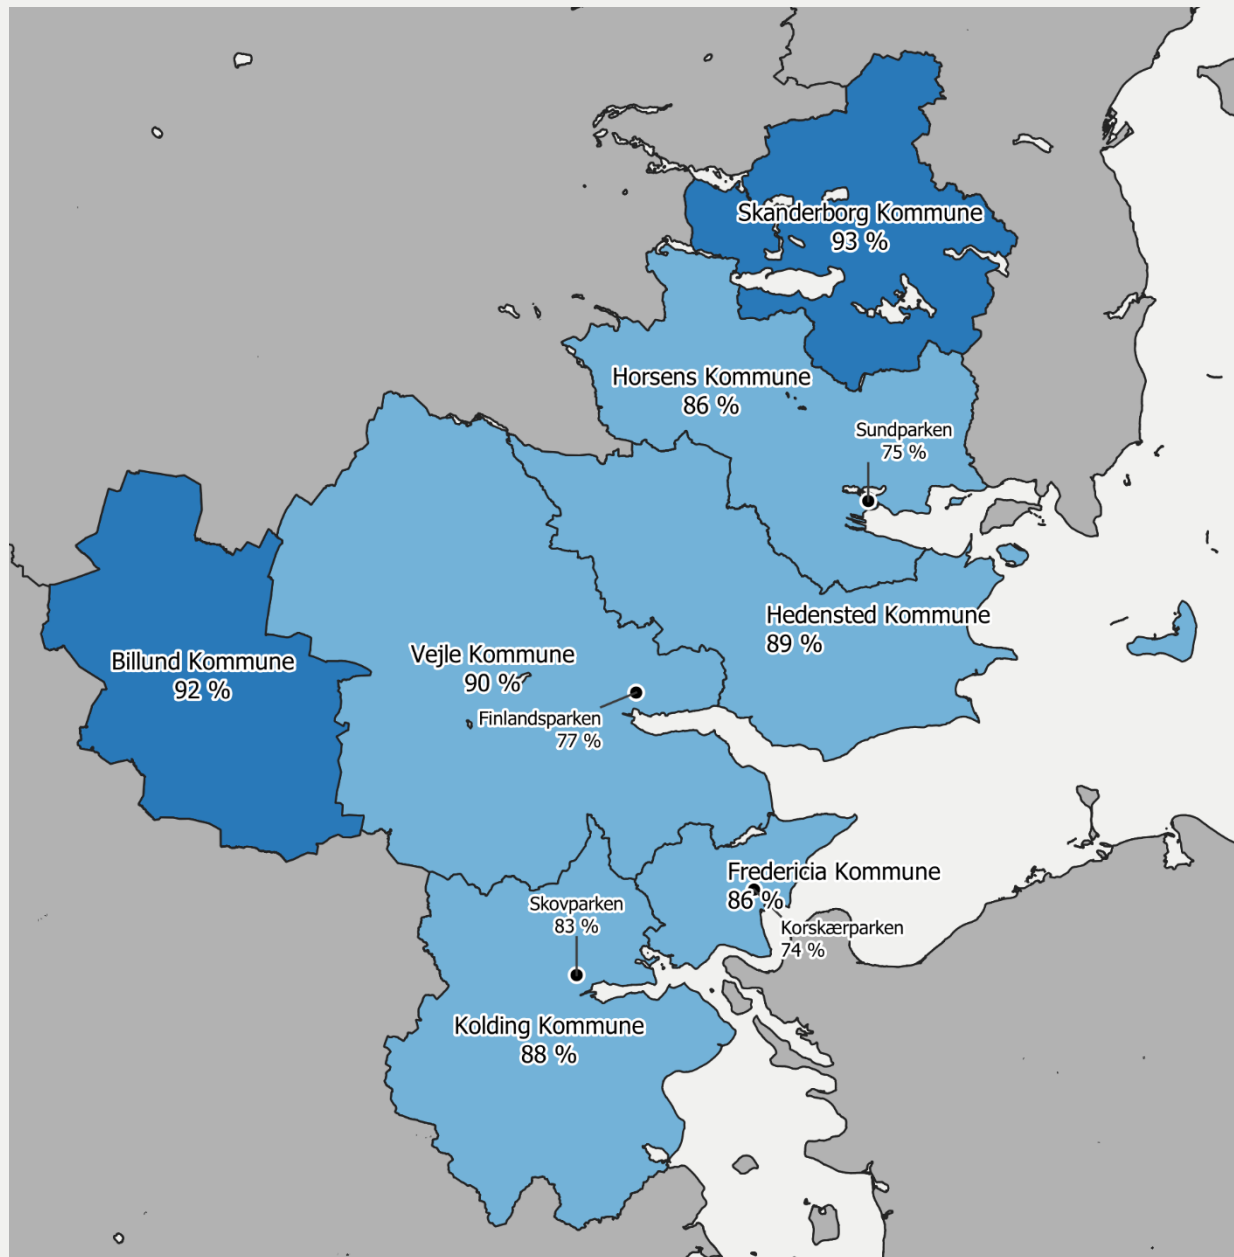 Skanderborg Kommune
93 %
Horsens Kommune
86 %
Sundparken
75 %
Hedensted Kommune
89 %
Billund Kommune
92 %
Vejle Kommune
90 %
Finlandsparken
77 %
Fredericia Kommune
86 %
Skovparken
83 %
Korskærparken
74 %
Kolding Kommune
88 %